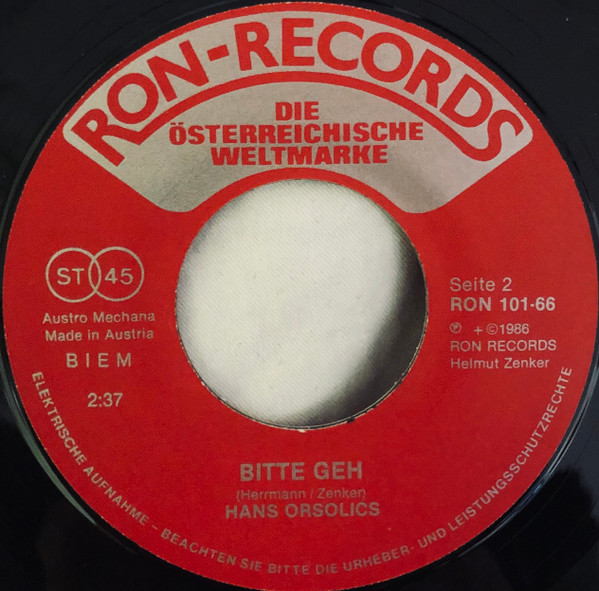 RON-RECORDS
DIE
ÖSTERREICHISCHE
WELTMARKE
ST 45
Austro Mechana
Made in Austria
BIEM
2:37
Seite 2
RON 101-66
℗ + © 1986
RON RECORDS
Helmut Zenker
BITTE GEH
(Herrmann / Zenker)
HANS ORSOLICS
ELEKTRISCHE AUFNAHME – BEACHTEN SIE BITTE DIE URHEBER- UND LEISTUNGSSCHUTZRECHTE